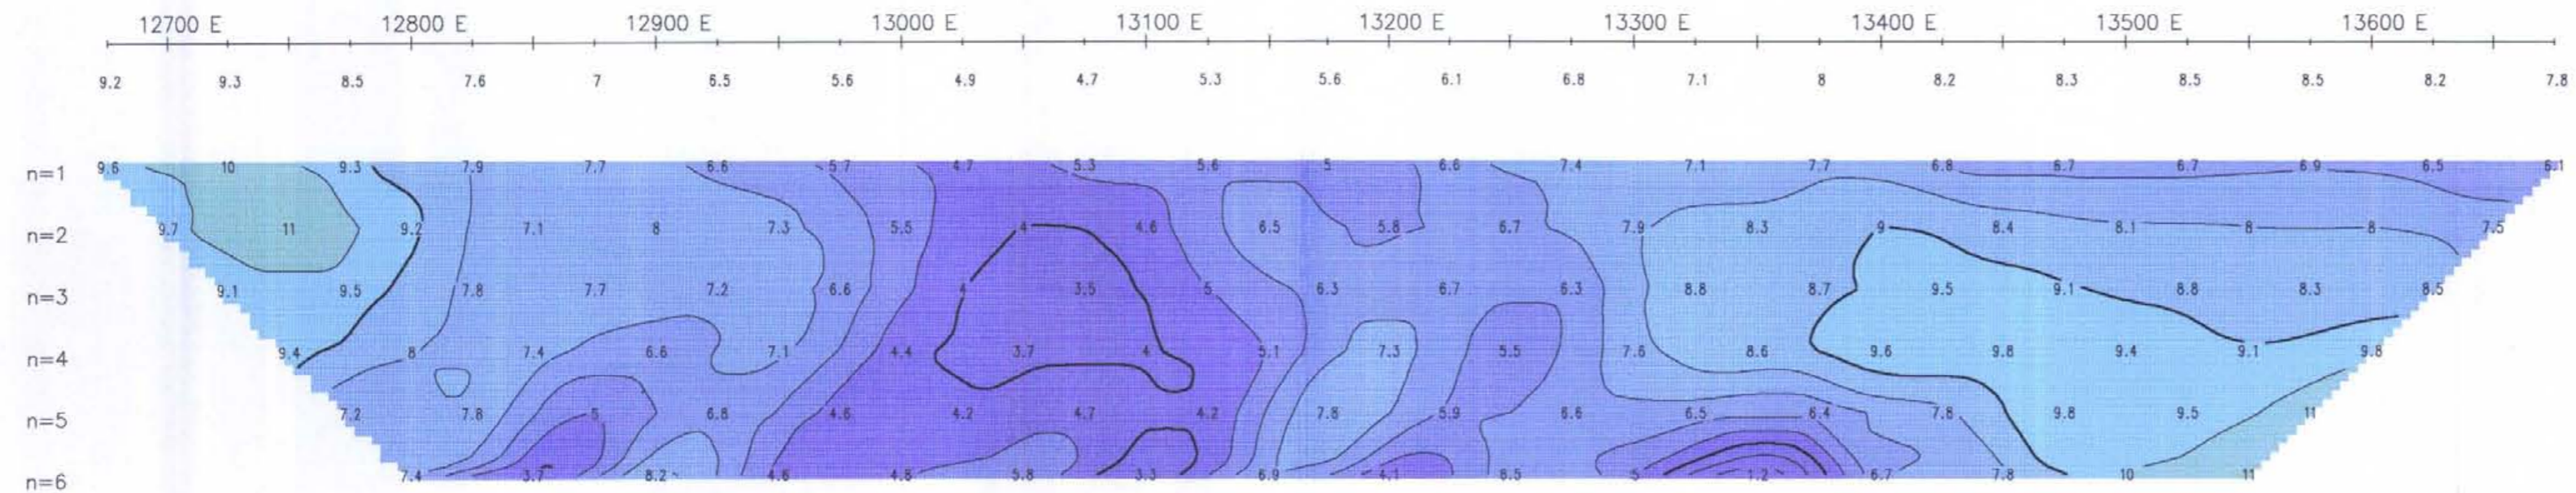 12700 E 12800 E 12900 E 13000 E 13100 E 13200 E 13300 E 13400 E 13500 E 13600 E
9.2 9.3 8.5 7.6 7 6.5 5.6 4.9 4.7 5.3 5.6 6.1 6.8 7.1 8 8.2 8.3 8.5 8.5 8.2 7.8
n=1 9.6 10 9.3 7.9 7.7 6.6 5.7 4.7 5.3 5.6 5 6.6 7.4 7.1 7.7 6.8 6.7 6.7 6.9 6.5 6.1
n=2 9.7 11 9.2 7.1 8 7.3 5.5 4 4.6 6.5 5.8 6.7 7.9 8.3 9 8.4 8.1 8 8 7.5
n=3 9.1 9.5 7.8 7.7 7.2 6.6 4 3.5 5 6.3 6.7 6.3 8.8 8.7 9.5 9.1 8.8 8.3 8.5
n=4 9.4 8 7.4 6.6 7.1 4.4 3.7 4 5.1 7.3 5.5 7.6 8.6 9.6 9.8 9.4 9.1 9.8
n=5 7.2 7.8 5 6.8 4.6 4.2 4.7 4.2 7.8 5.9 6.6 6.5 6.4 7.8 9.8 9.5 11
n=6 7.4 3.7 8.2 4.6 4.8 5.8 3.3 6.9 4.1 6.5 5 1.2 6.7 7.8 10 11